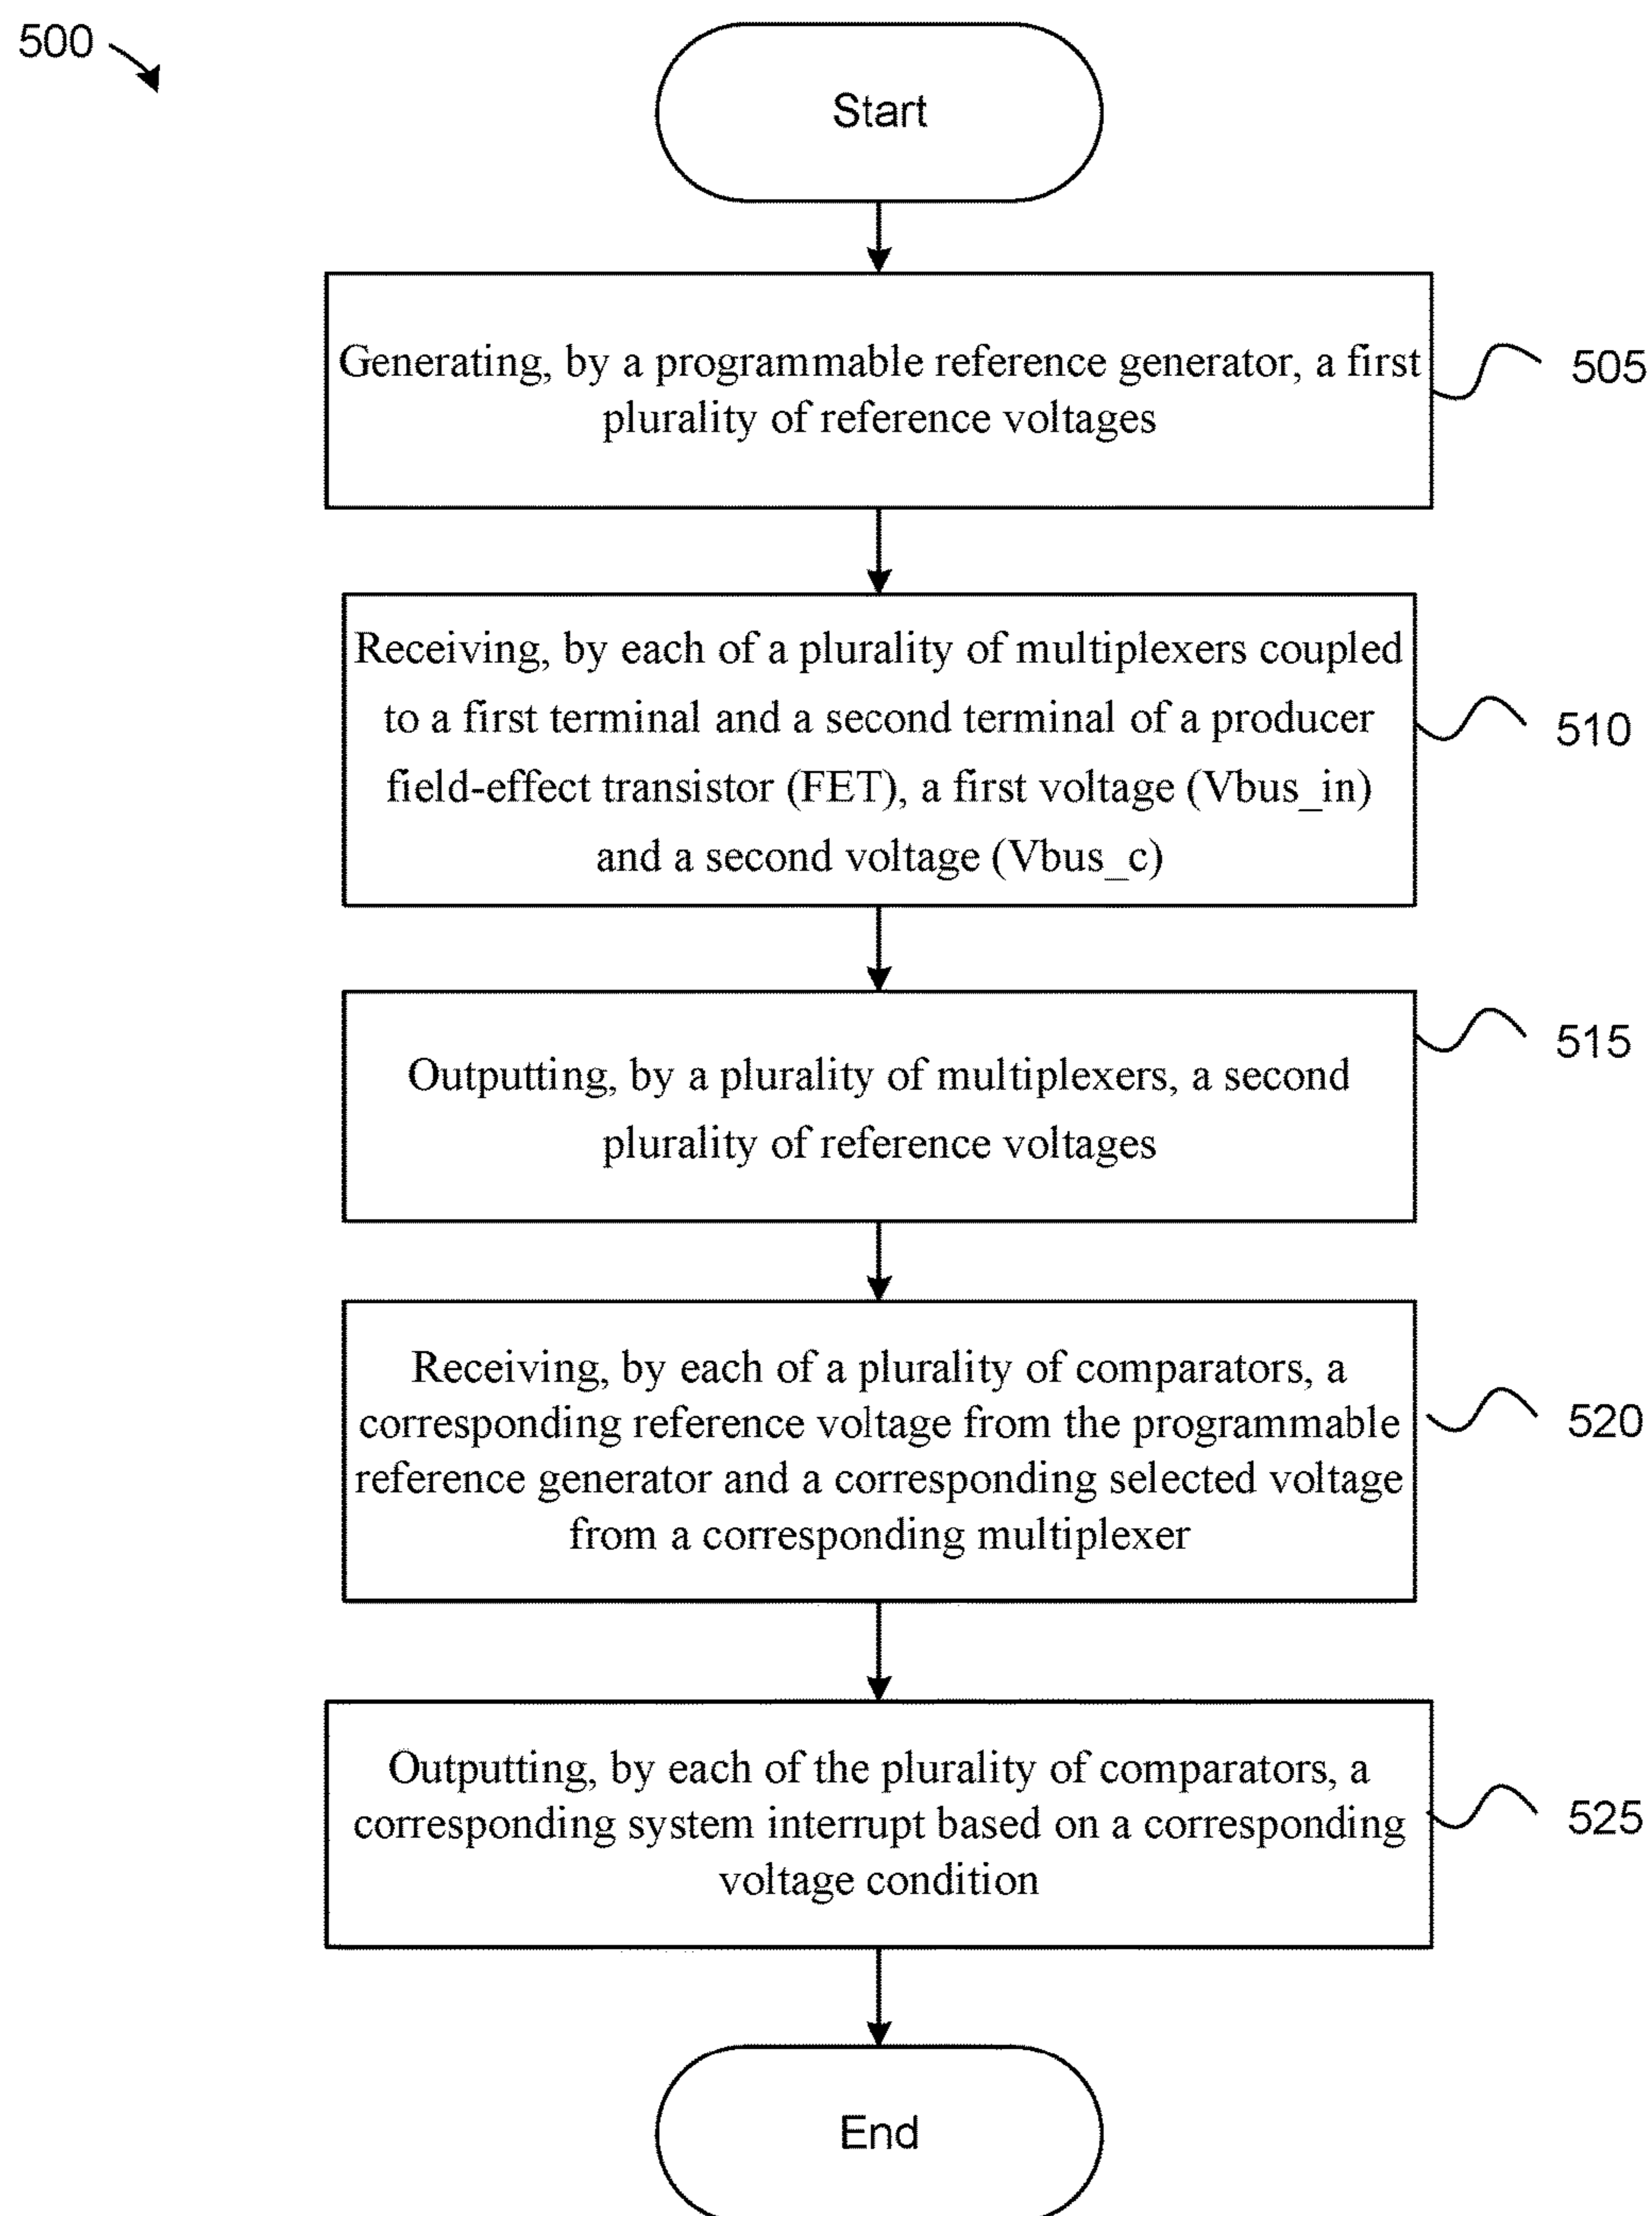 500
Start
Generating, by a programmable reference generator, a first
plurality of reference voltages
505
Receiving, by each of a plurality of multiplexers coupled
to a first terminal and a second terminal of a producer
field-effect transistor (FET), a first voltage (Vbus_in)
and a second voltage (Vbus_c)
510
Outputting, by a plurality of multiplexers, a second
plurality of reference voltages
515
Receiving, by each of a plurality of comparators, a
corresponding reference voltage from the programmable
reference generator and a corresponding selected voltage
from a corresponding multiplexer
520
Outputting, by each of the plurality of comparators, a
corresponding system interrupt based on a corresponding
voltage condition
525
End